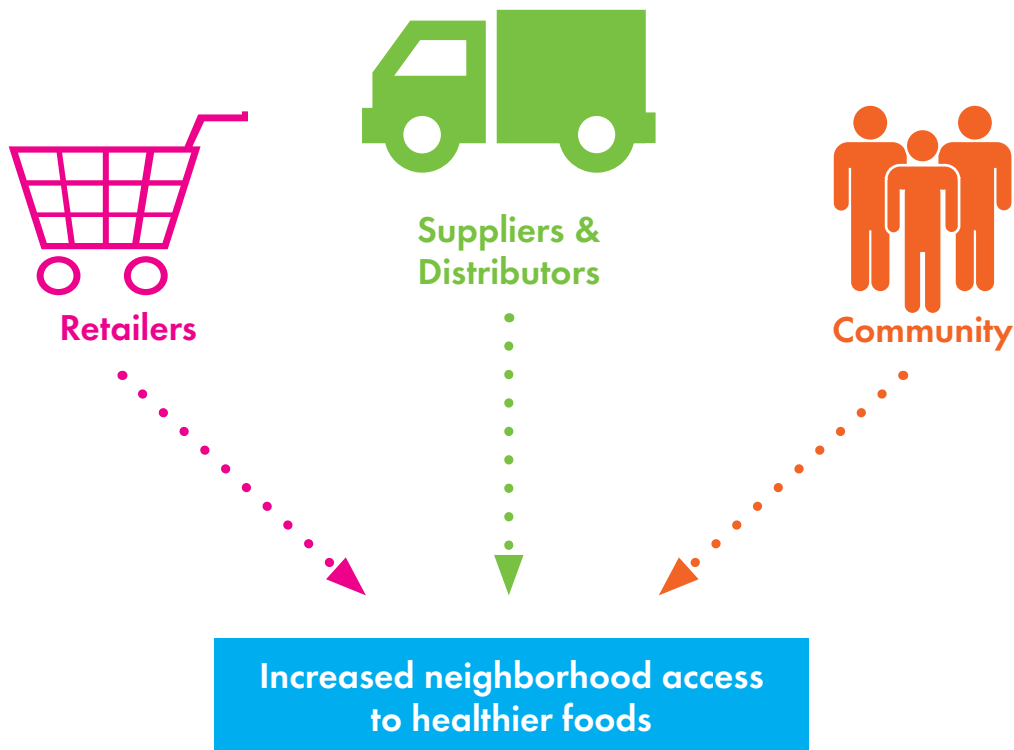 Suppliers &
Distributors
Retailers
Community
Increased neighborhood access
to healthier foods